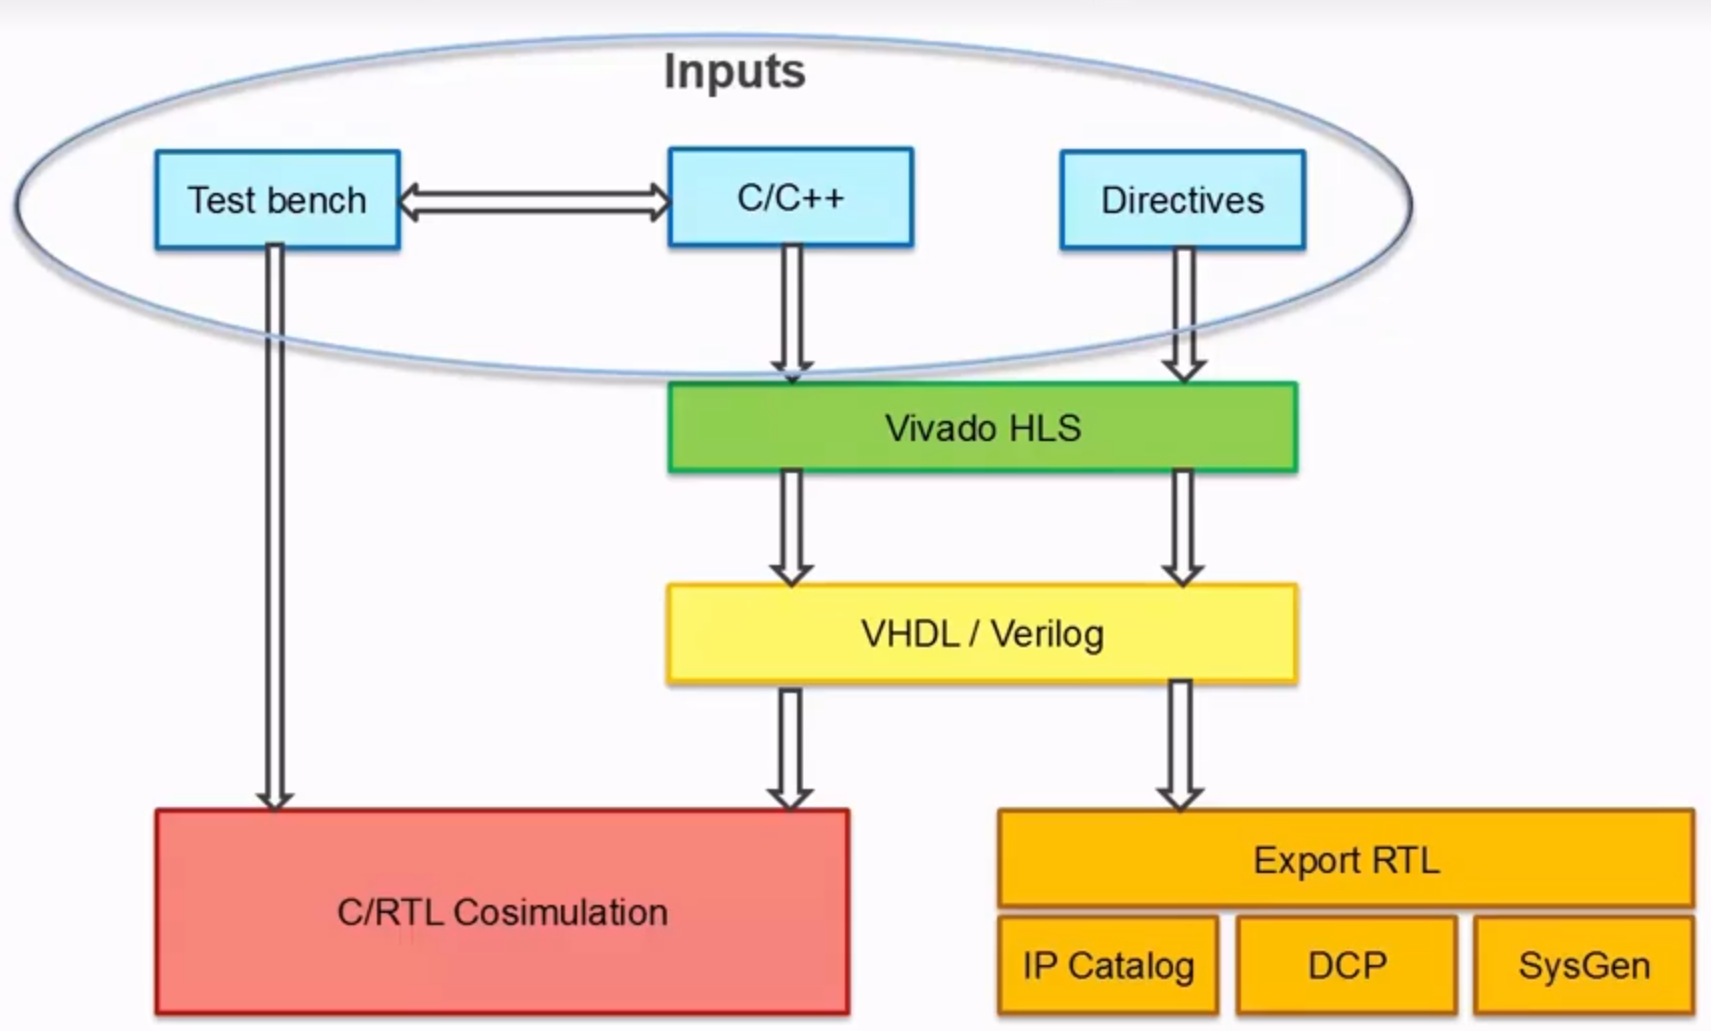 Inputs
Test bench
C/C++
Directives
Vivado HLS
VHDL / Verilog
C/RTL Cosimulation
Export RTL
IP Catalog
DCP
SysGen